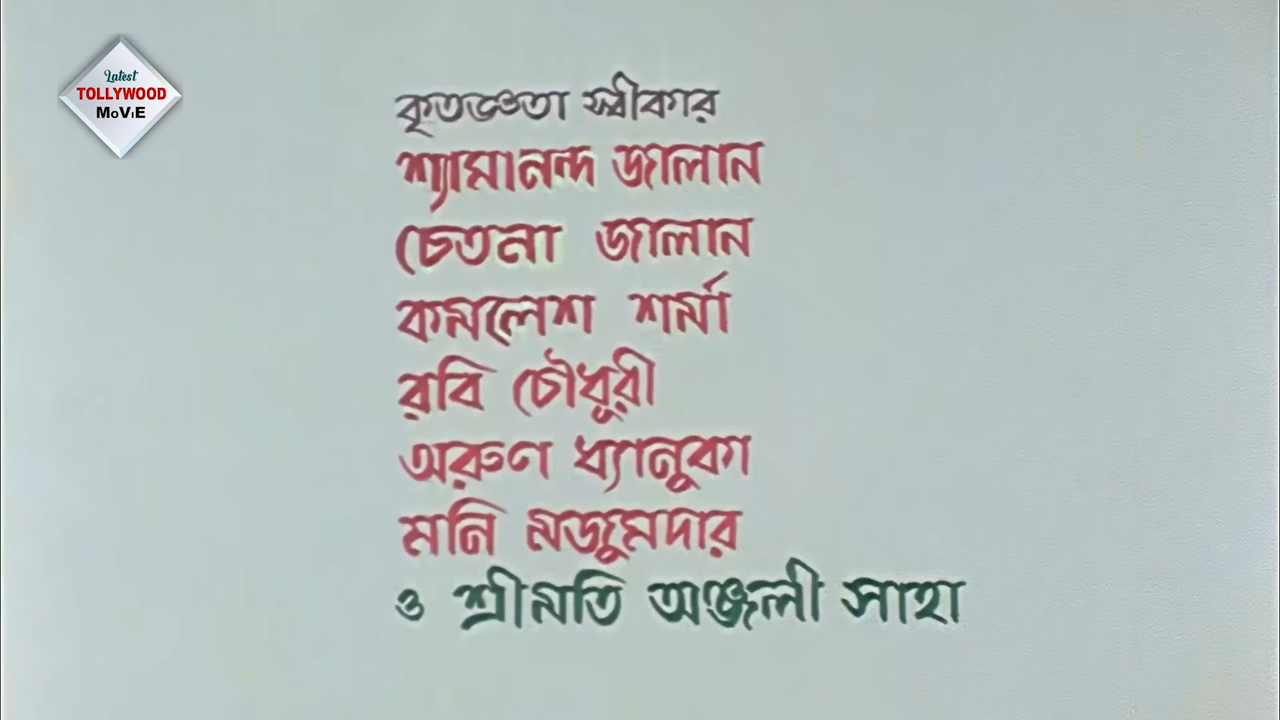 Latest
TOLLYWOOD
MoViE
কৃতজ্ঞতা স্বীকার
শ্যামানন্দ জালান
চেতনা জালান
কমলেশ শর্মা
রবি চৌধুরী
অরুণ ধ্যানুকা
মনি মজুমদার
ও শ্রীমতি অঞ্জলী সাহা